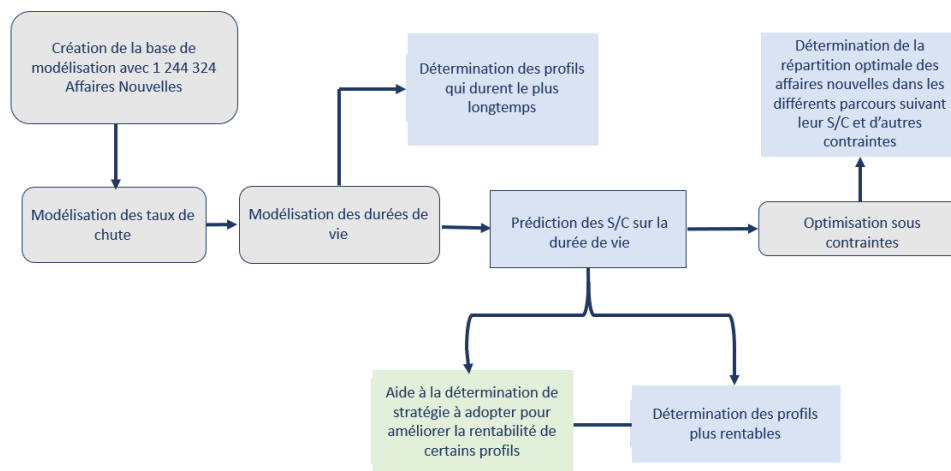 Création de la base de
modélisation avec 1 244 324
Affaires Nouvelles
Détermination des profils
qui durent le plus
longtemps
Détermination de la
répartition optimale des
affaires nouvelles dans les
différents parcours suivant
leur S/C et d'autres
contraintes
Modélisation des taux de
chute
Modélisation des durées de
vie
Prédiction des S/C sur la
durée de vie
Optimisation sous
contraintes
Aide à la détermination de
stratégie à adopter pour
améliorer la rentabilité de
certains profils
Détermination des profils
plus rentables